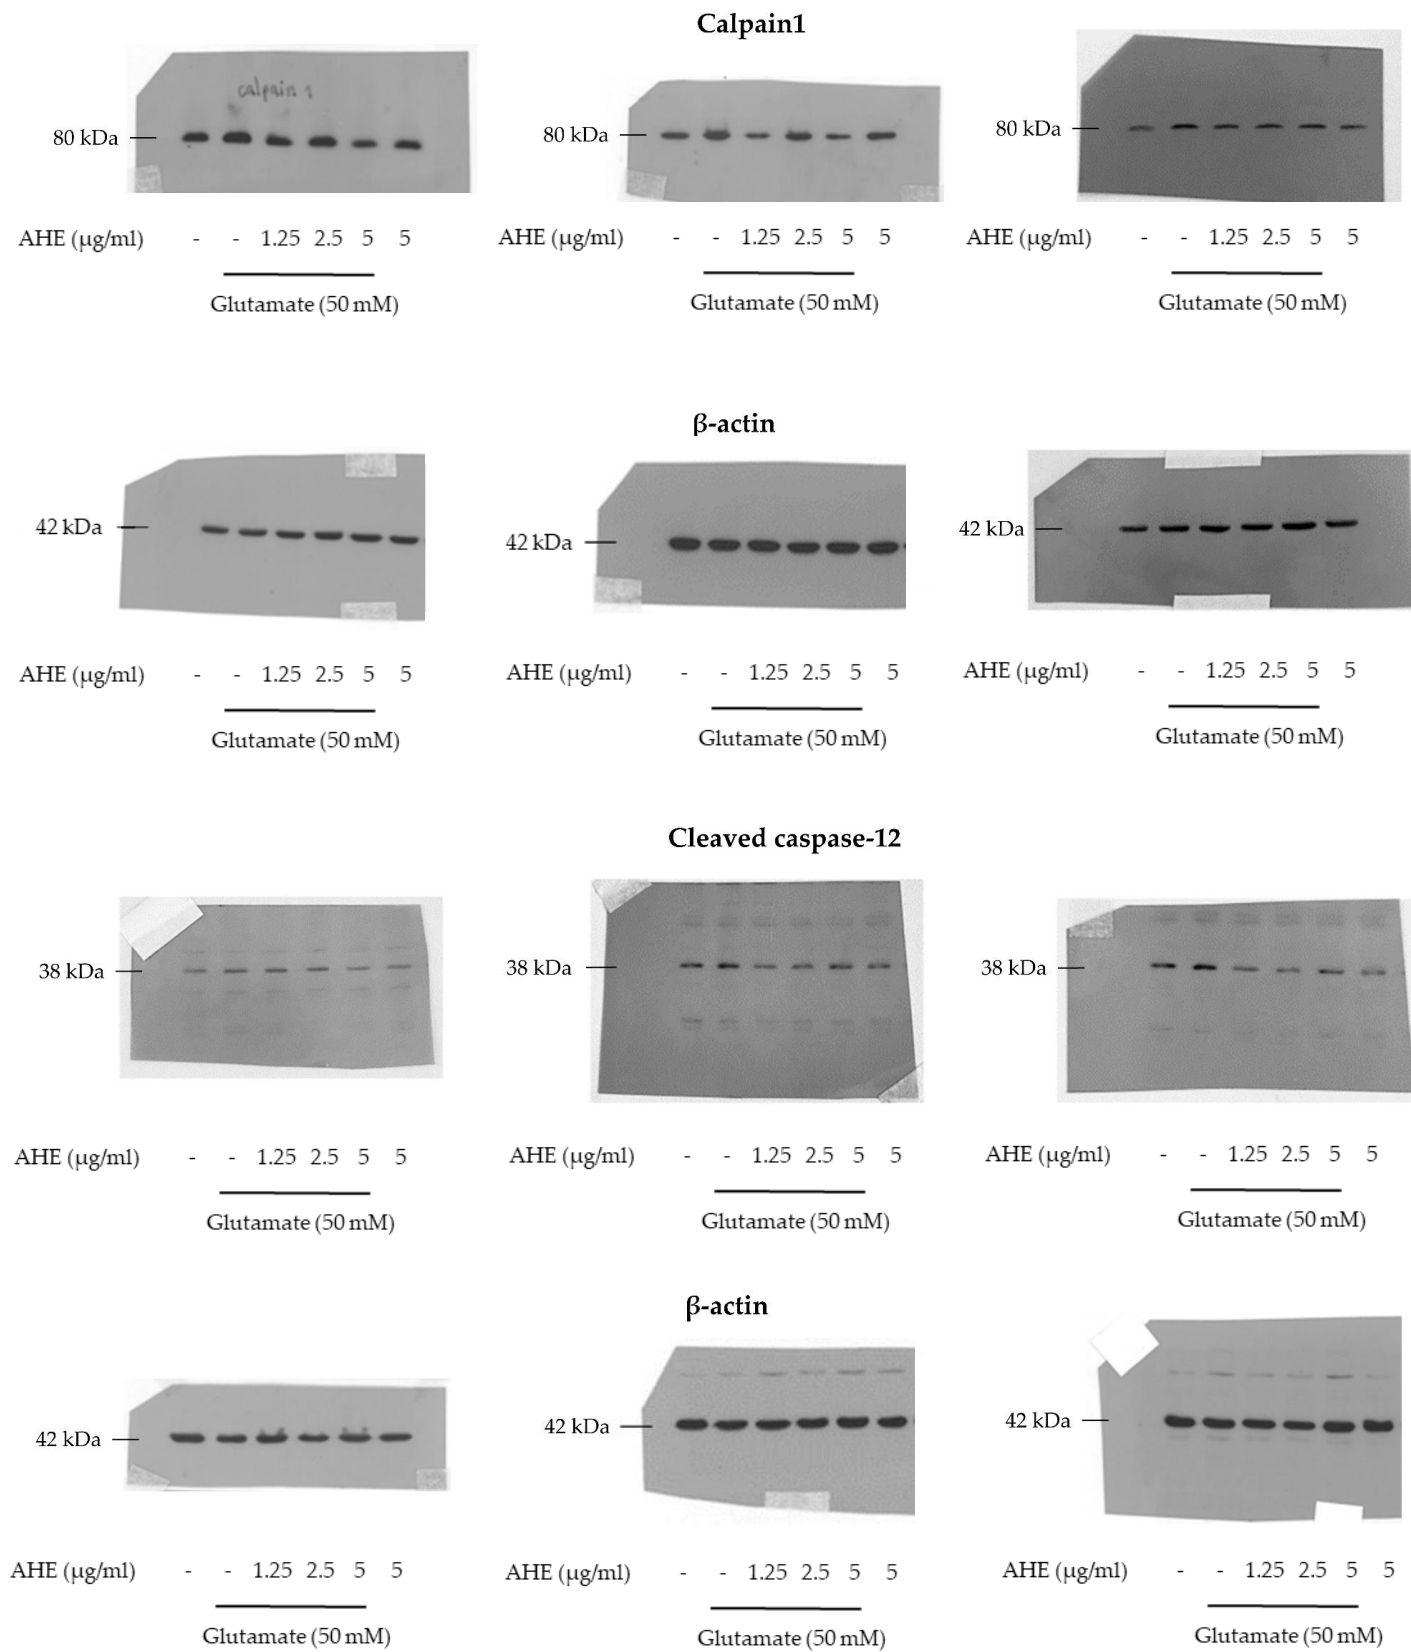 Calpain1
calpain 1
80 kDa
80 kDa
80 kDa
AHE (µg/ml) - - 1.25 2.5 5 5
AHE (µg/ml) - - 1.25 2.5 5 5
AHE (µg/ml) - - 1.25 2.5 5 5
Glutamate (50 mM)
Glutamate (50 mM)
Glutamate (50 mM)
β-actin
42 kDa
42 kDa
42 kDa
AHE (µg/ml) - - 1.25 2.5 5 5
AHE (µg/ml) - - 1.25 2.5 5 5
AHE (µg/ml) - - 1.25 2.5 5 5
Glutamate (50 mM)
Glutamate (50 mM)
Glutamate (50 mM)
Cleaved caspase-12
38 kDa
38 kDa
38 kDa
AHE (µg/ml) - - 1.25 2.5 5 5
AHE (µg/ml) - - 1.25 2.5 5 5
AHE (µg/ml) - - 1.25 2.5 5 5
Glutamate (50 mM)
Glutamate (50 mM)
Glutamate (50 mM)
β-actin
42 kDa
42 kDa
42 kDa
AHE (µg/ml) - - 1.25 2.5 5 5
AHE (µg/ml) - - 1.25 2.5 5 5
AHE (µg/ml) - - 1.25 2.5 5 5
Glutamate (50 mM)
Glutamate (50 mM)
Glutamate (50 mM)